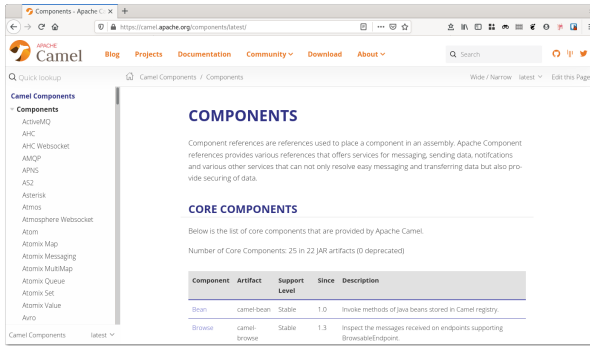 Components - Apache C
https://camel.apache.org/components/latest/
APACHE
Camel
Blog Projects Documentation Community Download About
Search
Quick lookup
Camel Components / Components
Wide / Narrow latest Edit this Page
Camel Components
Components
ActiveMQ
AHC
AHC Websocket
AMQP
APNS
AS2
Asterisk
Atmos
Atmosphere Websocket
Atom
Atomix Map
Atomix Messaging
Atomix MultiMap
Atomix Queue
Atomix Set
Atomix Value
Avro
Camel Components latest
COMPONENTS
Component references are references used to place a component in an assembly. Apache Component
references provides various references that offers services for messaging, sending data, notifcations
and various other services that can not only resolve easy messaging and transferring data but also pro-
vide securing of data.
CORE COMPONENTS
Below is the list of core components that are provided by Apache Camel.
Number of Core Components: 25 in 22 JAR artifacts (0 deprecated)
Component Artifact Support Level Since Description
Bean camel-bean Stable 1.0 Invoke methods of Java beans stored in Camel registry.
Browse camel-browse Stable 1.3 Inspect the messages received on endpoints supporting
BrowsableEndpoint.